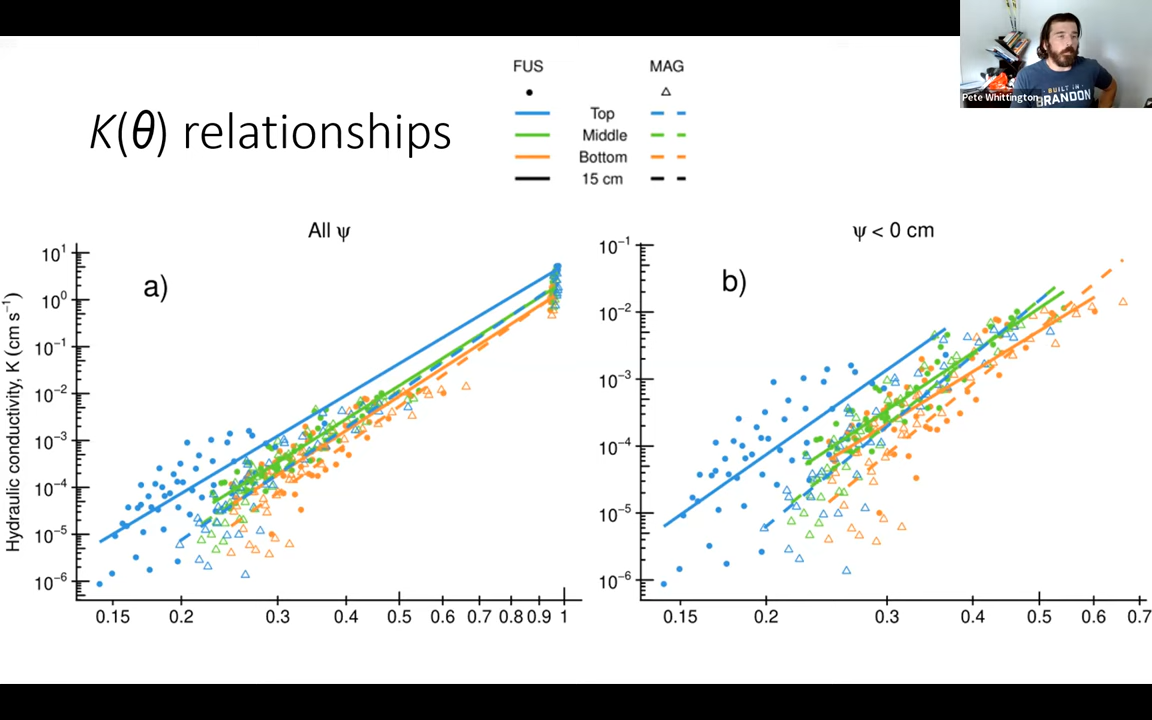 FUS MAG
Top
Middle
Bottom
15 cm
K(θ) relationships
Pete Whittington
BUILT IN
BRANDON
All ψ
a)
Hydraulic conductivity, K (cm s⁻¹)
10¹
10⁰
10⁻¹
10⁻²
10⁻³
10⁻⁴
10⁻⁵
10⁻⁶
0.15 0.2 0.3 0.4 0.5 0.6 0.7 0.8 0.9 1
ψ < 0 cm
b)
10⁻¹
10⁻²
10⁻³
10⁻⁴
10⁻⁵
10⁻⁶
0.15 0.2 0.3 0.4 0.5 0.6 0.7